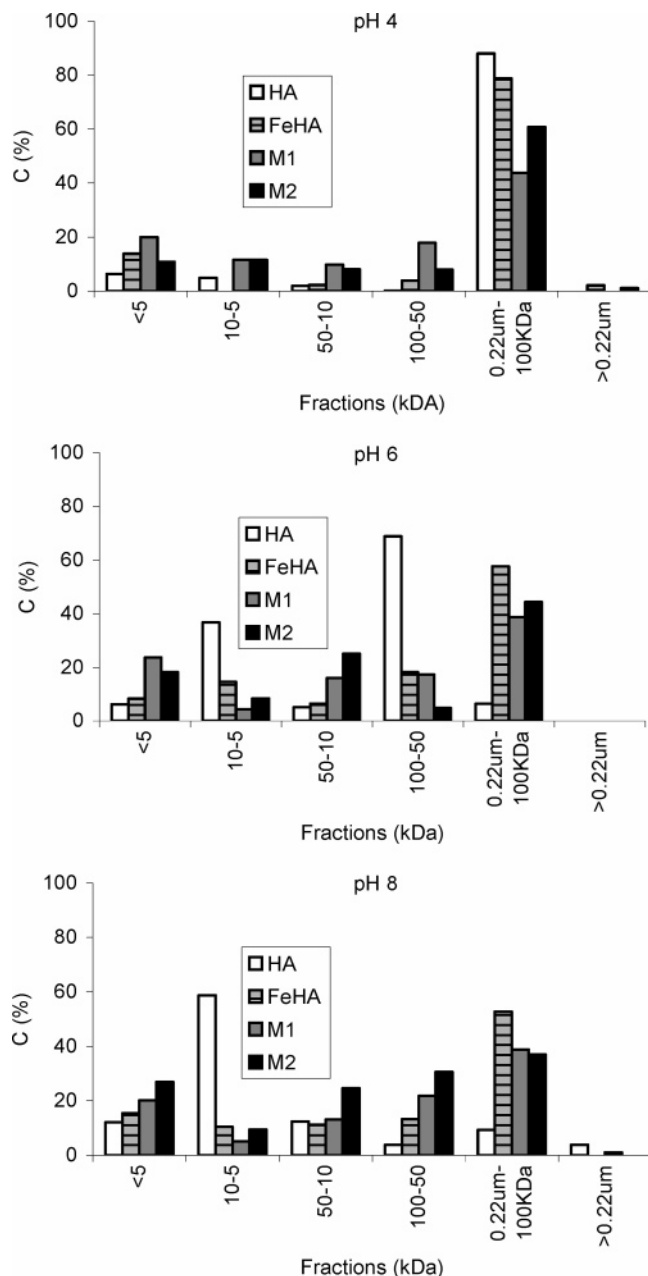 pH 4
100
80
60
40
20
0
C (%)
HA
FeHA
M1
M2
<5
10-5
50-10
100-50
0.22um-
100KDa
>0.22um
Fractions (kDA)
pH 6
100
80
60
40
20
0
C (%)
HA
FeHA
M1
M2
<5
10-5
50-10
100-50
0.22um-
100KDa
>0.22um
Fractions (kDa)
pH 8
100
80
60
40
20
0
C (%)
HA
FeHA
M1
M2
<5
10-5
50-10
100-50
0.22um-
100KDa
>0.22um
Fractions (kDa)